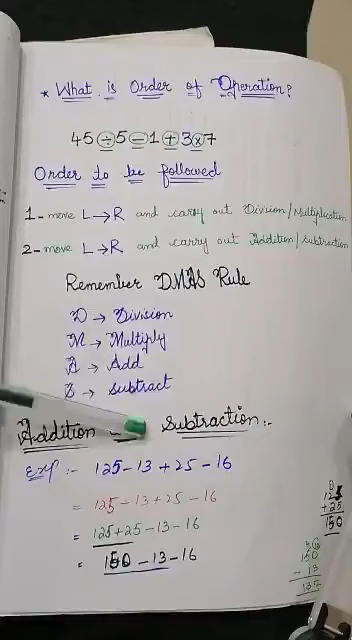 * What is Order of Operation?
45 ÷ 5 - 1 + 3 × 7
Order to be followed
1 - move L → R and carry out Division/Multiplication
2 - move L → R and carry out Addition/Subtraction
Remember DMAS Rule
D → Division
M → Multiply
A → Add
S → Subtract
Addition Subtraction:-
Exp :- 125 - 13 + 25 - 16
= 125 - 13 + 25 - 16
= 125 + 25 - 13 - 16
= 150 - 13 - 16
125
+ 25
150
150
- 13
137